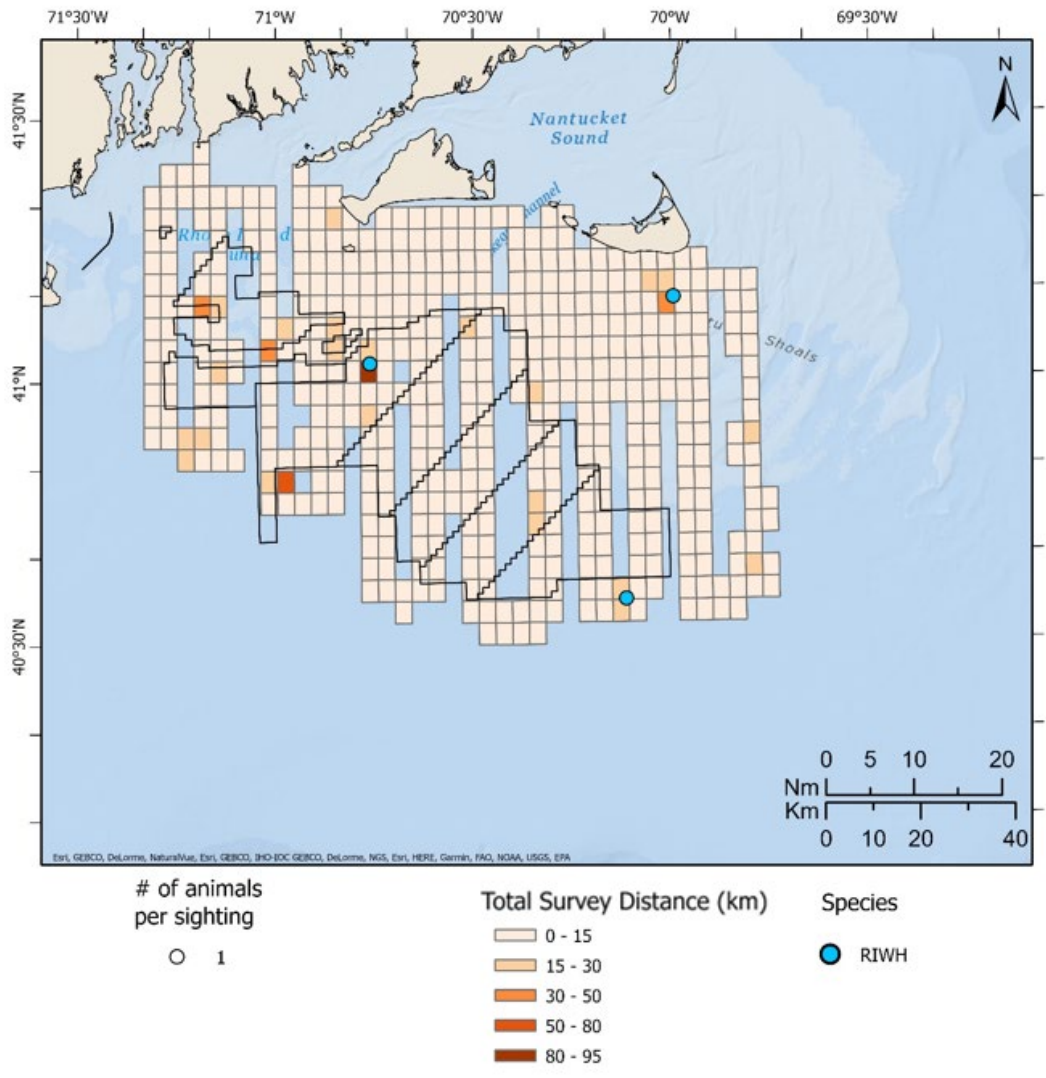 71°30'W 71°W 70°30'W 70°W 69°30'W
N
41°30'N
Nantucket
Sound
41°N
Shoals
40°30'N
0 5 10 20
Nm
Km
0 10 20 40
Esri, GEBCO, DeLorme, NaturalVue, Esri, GEBCO, IHO-IOC GEBCO, DeLorme, NGS, Esri, HERE, Garmin, FAO, NOAA, USGS, EPA
# of animals
per sighting
1
Total Survey Distance (km)
0 - 15
15 - 30
30 - 50
50 - 80
80 - 95
Species
RIWH